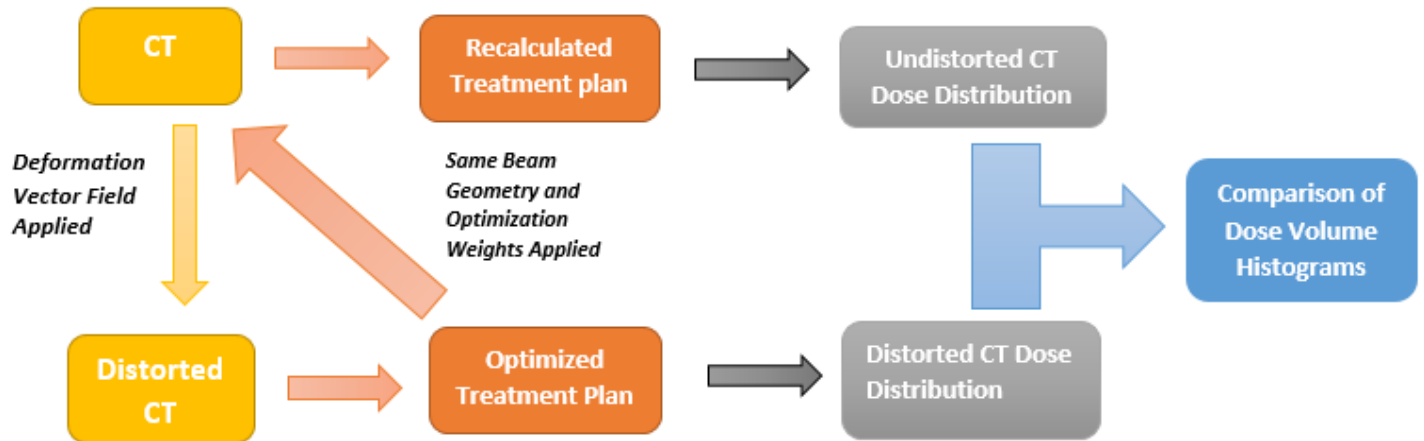 CT
Recalculated
Treatment plan
Undistorted CT
Dose Distribution
Deformation
Vector Field
Applied
Same Beam
Geometry and
Optimization
Weights Applied
Comparison of
Dose Volume
Histograms
Distorted
CT
Optimized
Treatment Plan
Distorted CT Dose
Distribution